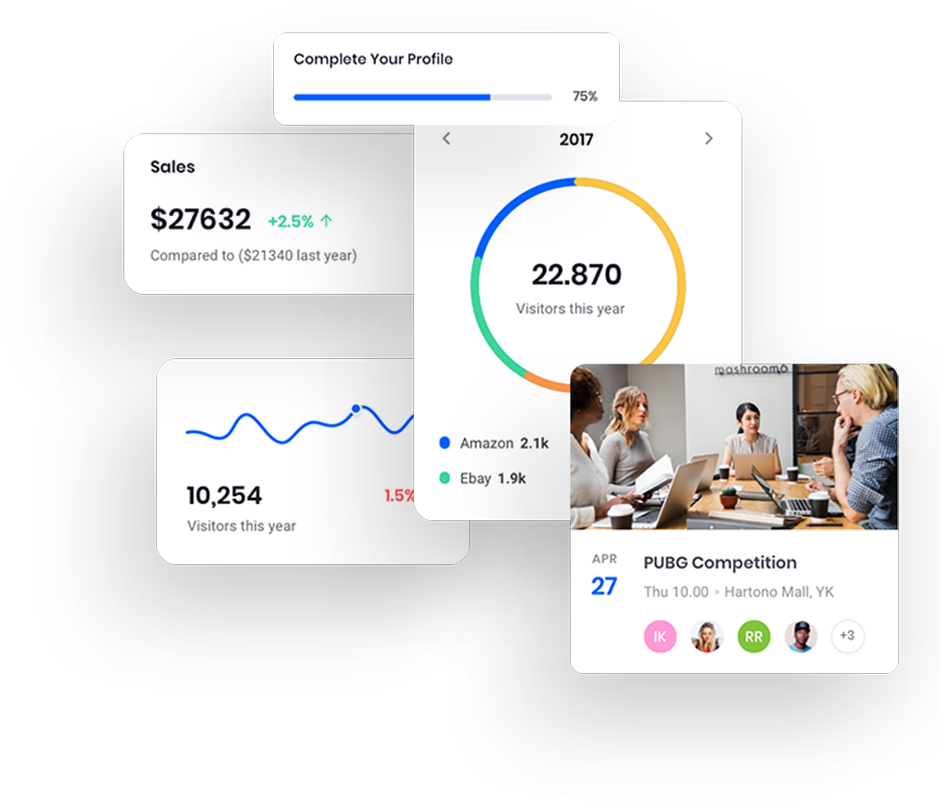 Complete Your Profile
75%
2017
Sales
$27632 +2.5% ↑
Compared to ($21340 last year)
22.870
Visitors this year
mashroomo
Amazon 2.1k
Ebay 1.9k
10,254 1.5%
Visitors this year
APR
27
PUBG Competition
Thu 10.00 • Hartono Mall, YK
IK
RR
+3